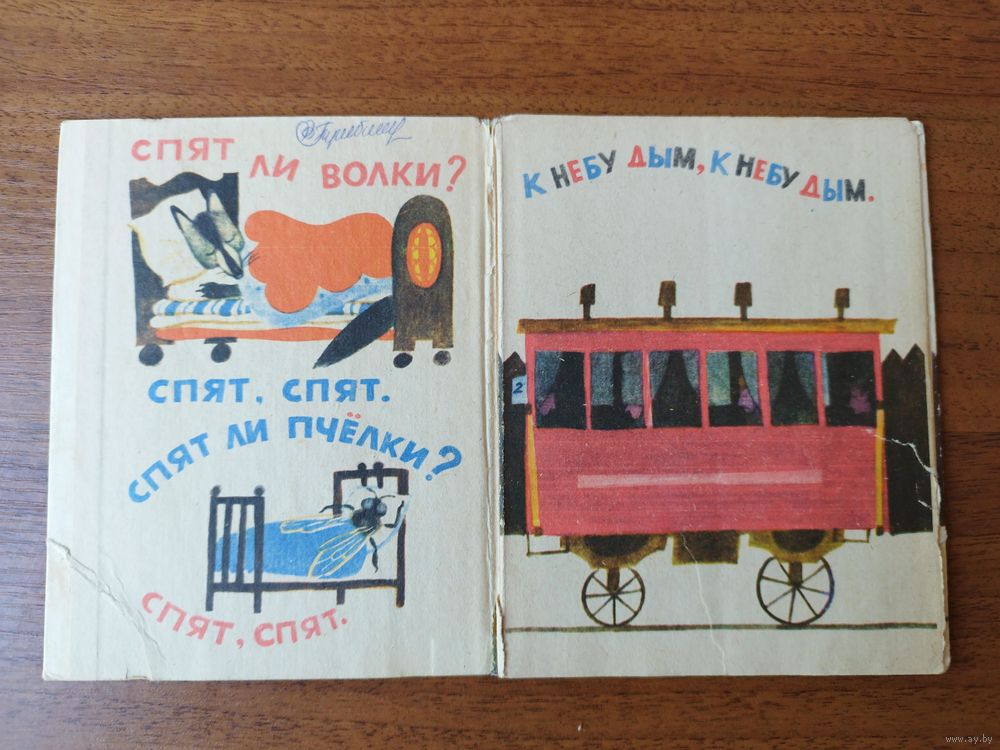 СПЯТ
ЛИ ВОЛКИ?
СПЯТ, СПЯТ.
СПЯТ ЛИ ПЧЁЛКИ?
СПЯТ, СПЯТ.
К НЕБУ ДЫМ, К НЕБУ ДЫМ.
2
www.ay.by